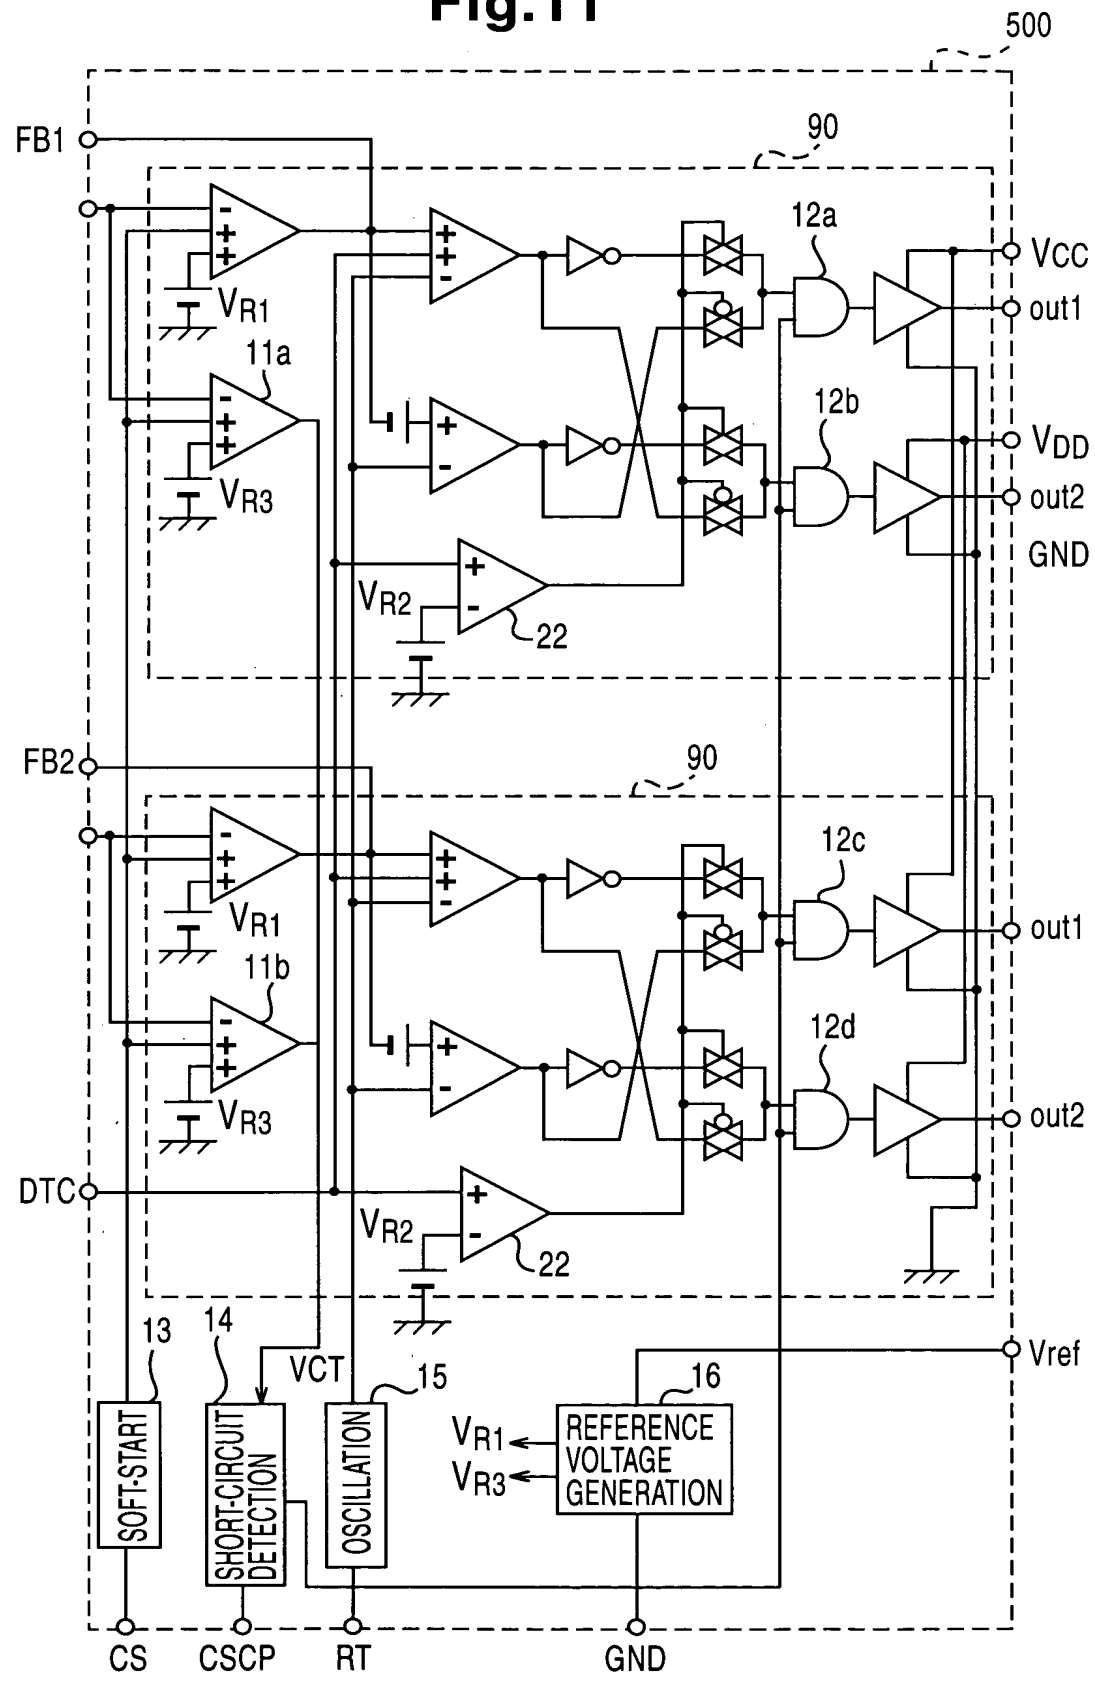 Fig.11
500
FB1
90
12a
VCC
VR1
out1
11a
12b
VDD
VR3
out2
GND
VR2
22
FB2
90
12c
VR1
out1
11b
12d
VR3
out2
DTC
VR2
22
13
14
VCT
15
16
Vref
SOFT-START
SHORT-CIRCUIT
DETECTION
OSCILLATION
VR1
VR3
REFERENCE
VOLTAGE
GENERATION
CS
CSCP
RT
GND